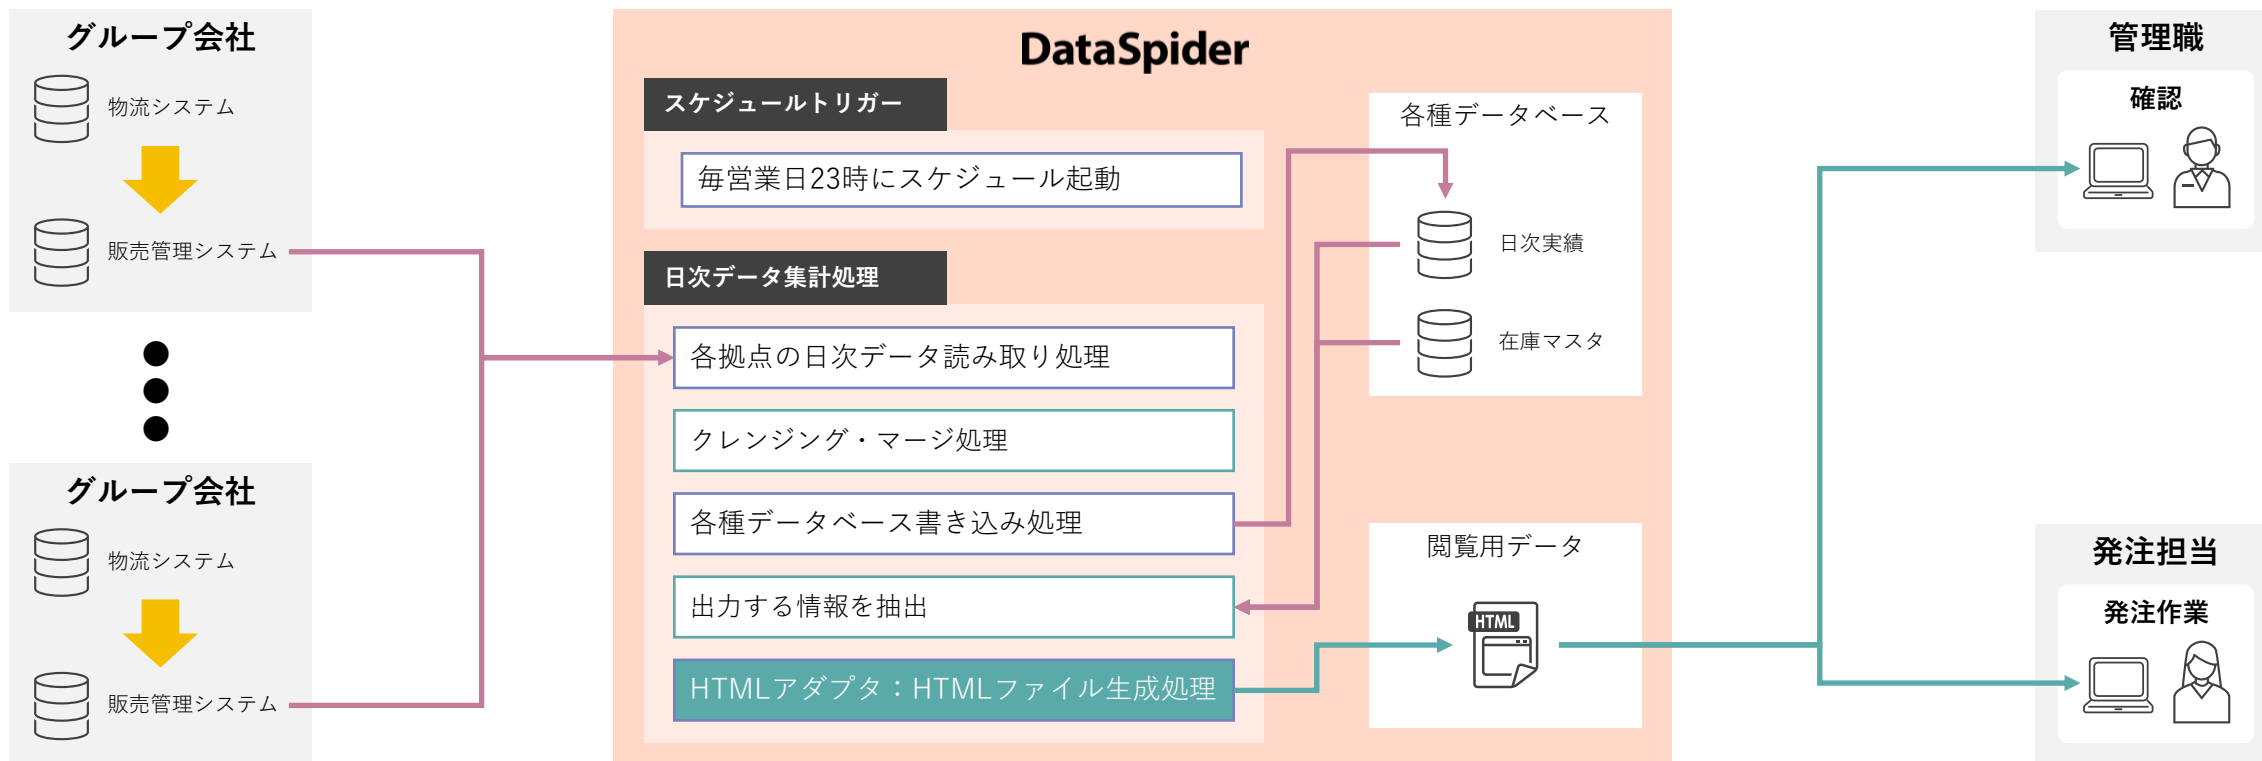 グループ会社
物流システム
販売管理システム
グループ会社
物流システム
販売管理システム
DataSpider
スケジュールトリガー
毎営業日23時にスケジュール起動
日次データ集計処理
各拠点の日次データ読み取り処理
クレンジング・マージ処理
各種データベース書き込み処理
出力する情報を抽出
HTMLアダプタ：HTMLファイル生成処理
各種データベース
日次実績
在庫マスタ
閲覧用データ
HTML
管理職
確認
発注担当
発注作業